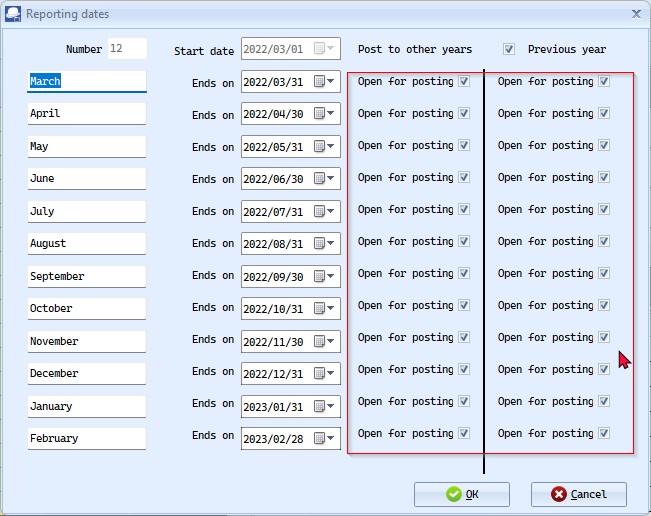 Reporting dates
Number 12 Start date 2022/03/01 Post to other years Previous year
March Ends on 2022/03/31 Open for posting Open for posting
April Ends on 2022/04/30 Open for posting Open for posting
May Ends on 2022/05/31 Open for posting Open for posting
June Ends on 2022/06/30 Open for posting Open for posting
July Ends on 2022/07/31 Open for posting Open for posting
August Ends on 2022/08/31 Open for posting Open for posting
September Ends on 2022/09/30 Open for posting Open for posting
October Ends on 2022/10/31 Open for posting Open for posting
November Ends on 2022/11/30 Open for posting Open for posting
December Ends on 2022/12/31 Open for posting Open for posting
January Ends on 2023/01/31 Open for posting Open for posting
February Ends on 2023/02/28 Open for posting Open for posting
OK Cancel